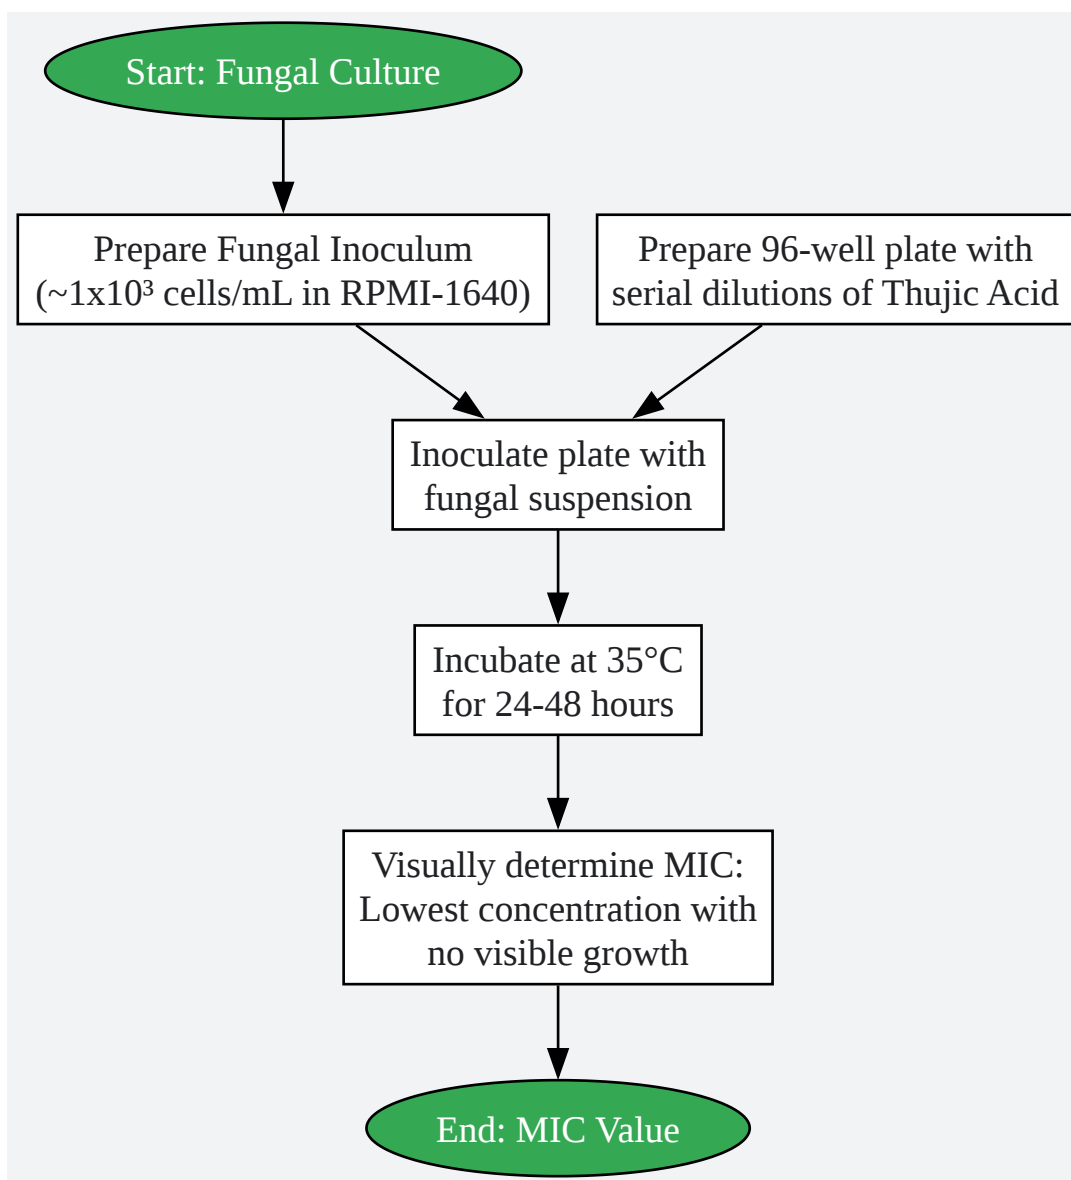 Start: Fungal Culture
Prepare Fungal Inoculum
(~1x10³ cells/mL in RPMI-1640)
Prepare 96-well plate with
serial dilutions of Thujic Acid
Inoculate plate with
fungal suspension
Incubate at 35°C
for 24-48 hours
Visually determine MIC:
Lowest concentration with
no visible growth
End: MIC Value